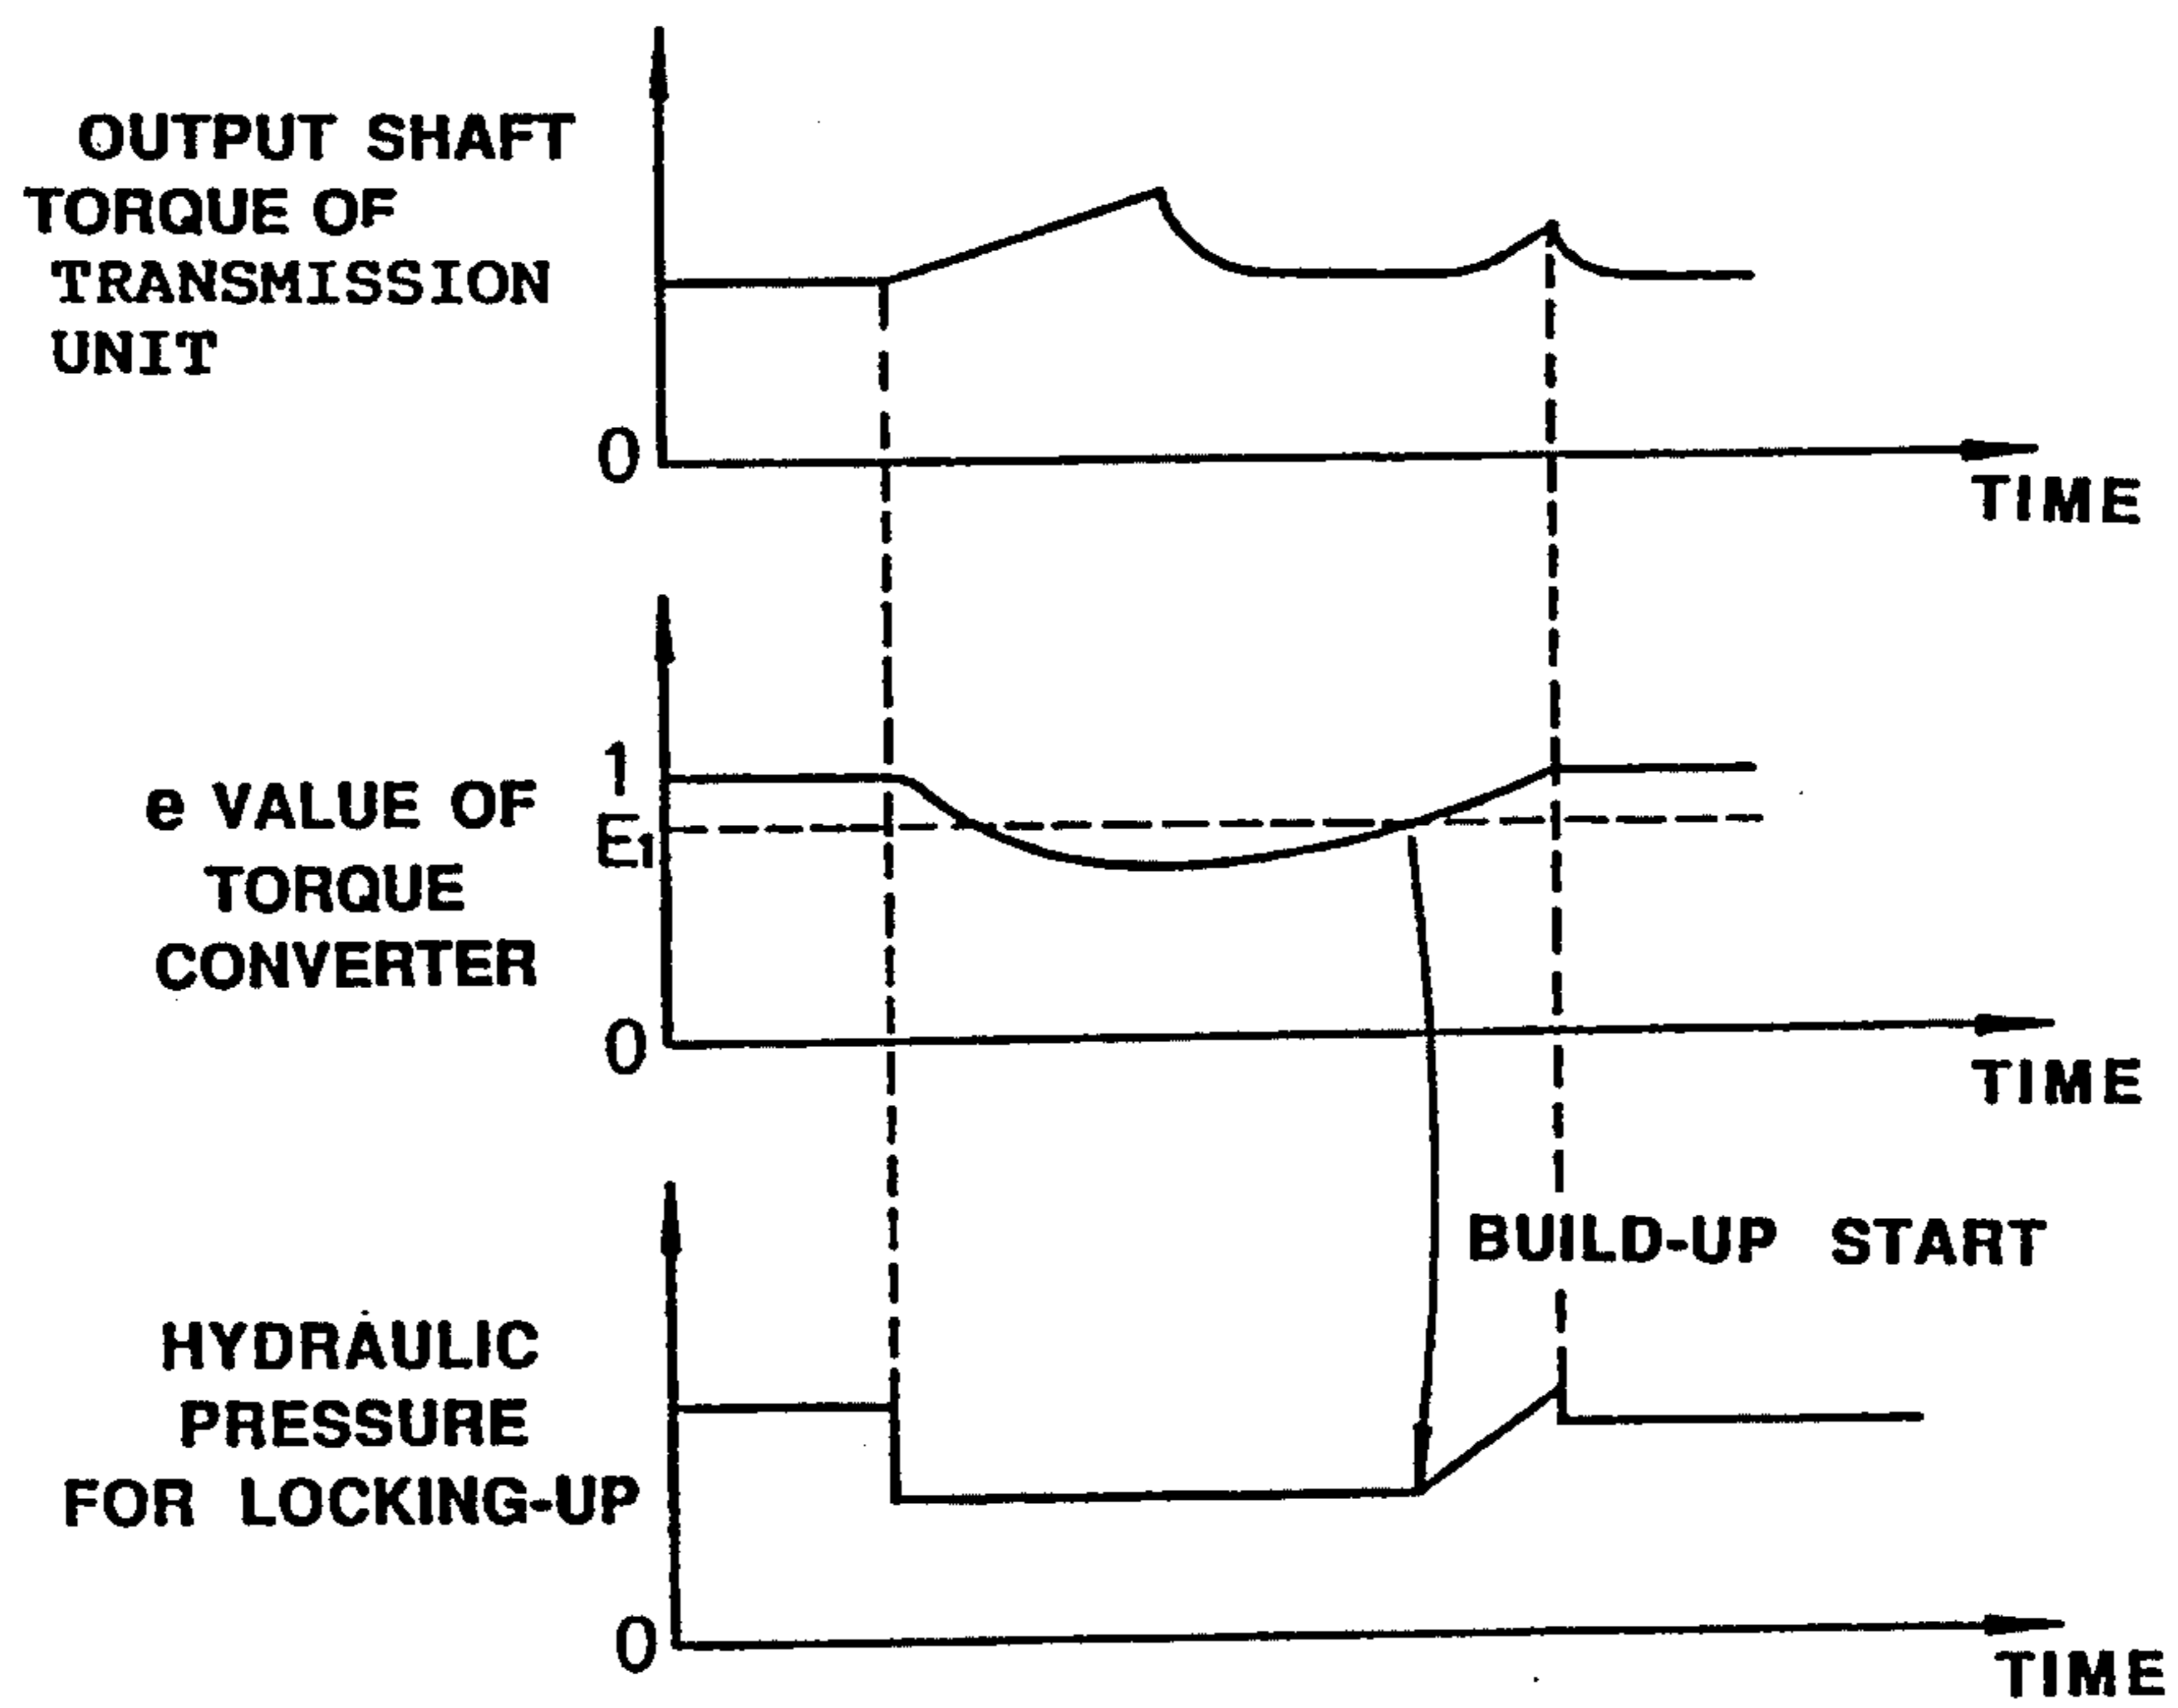 OUTPUT SHAFT
TORQUE OF
TRANSMISSION
UNIT
0
TIME
1
E1
e VALUE OF
TORQUE
CONVERTER
0
TIME
BUILD-UP START
HYDRAULIC
PRESSURE
FOR LOCKING-UP
0
TIME